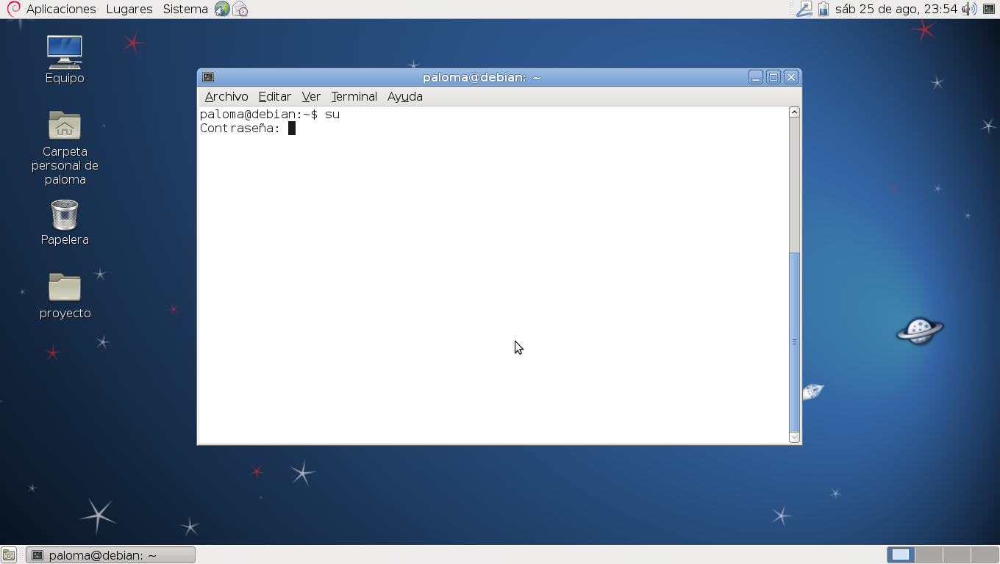 Aplicaciones Lugares Sistema
sáb 25 de ago, 23:54
Equipo
Carpeta
personal de
paloma
Papelera
proyecto
paloma@debian: ~
Archivo Editar Ver Terminal Ayuda
paloma@debian:~$ su
Contraseña:
paloma@debian: ~